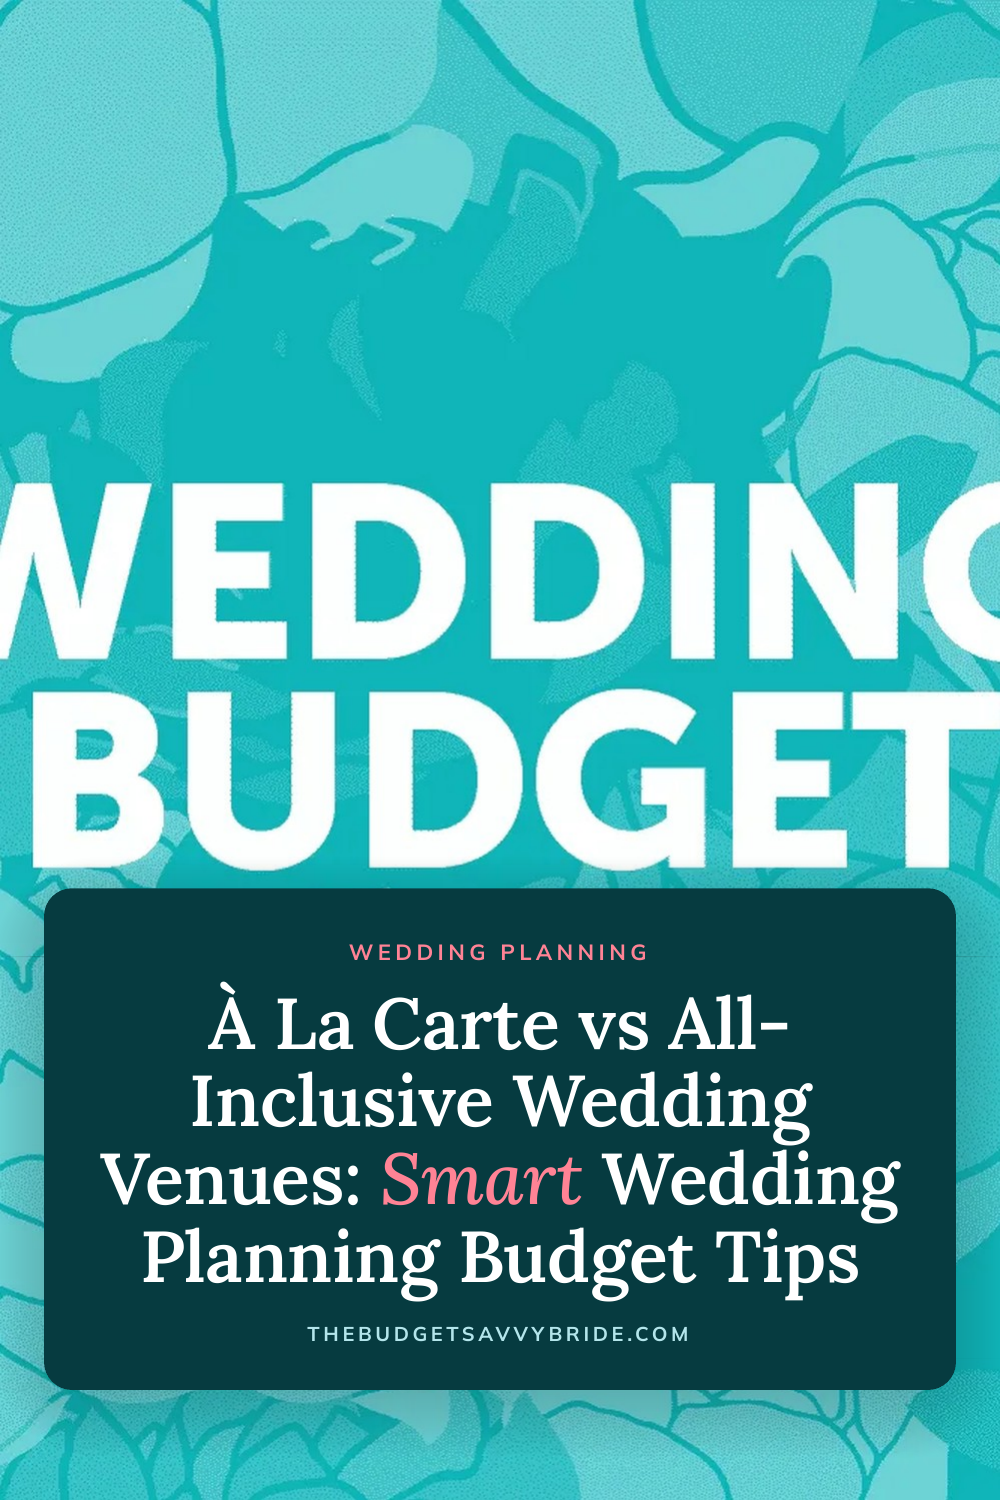 WEDDING
BUDGET
WEDDING PLANNING
À La Carte vs All-
Inclusive Wedding
Venues: Smart Wedding
Planning Budget Tips
THEBUDGETSAVVYBRIDE.COM